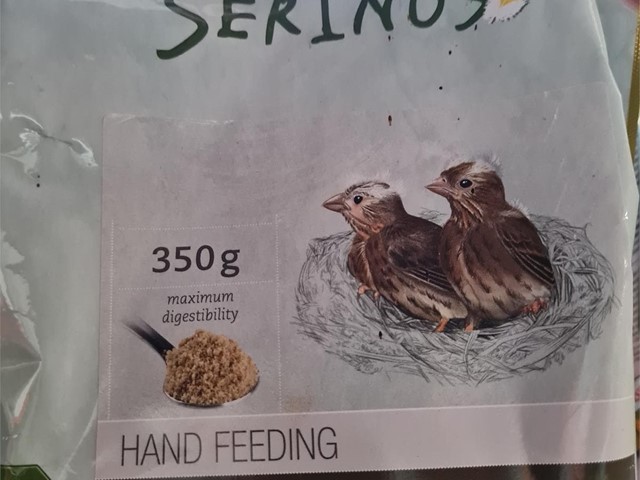 SERINUS
350g
maximum
digestibility
HAND FEEDING